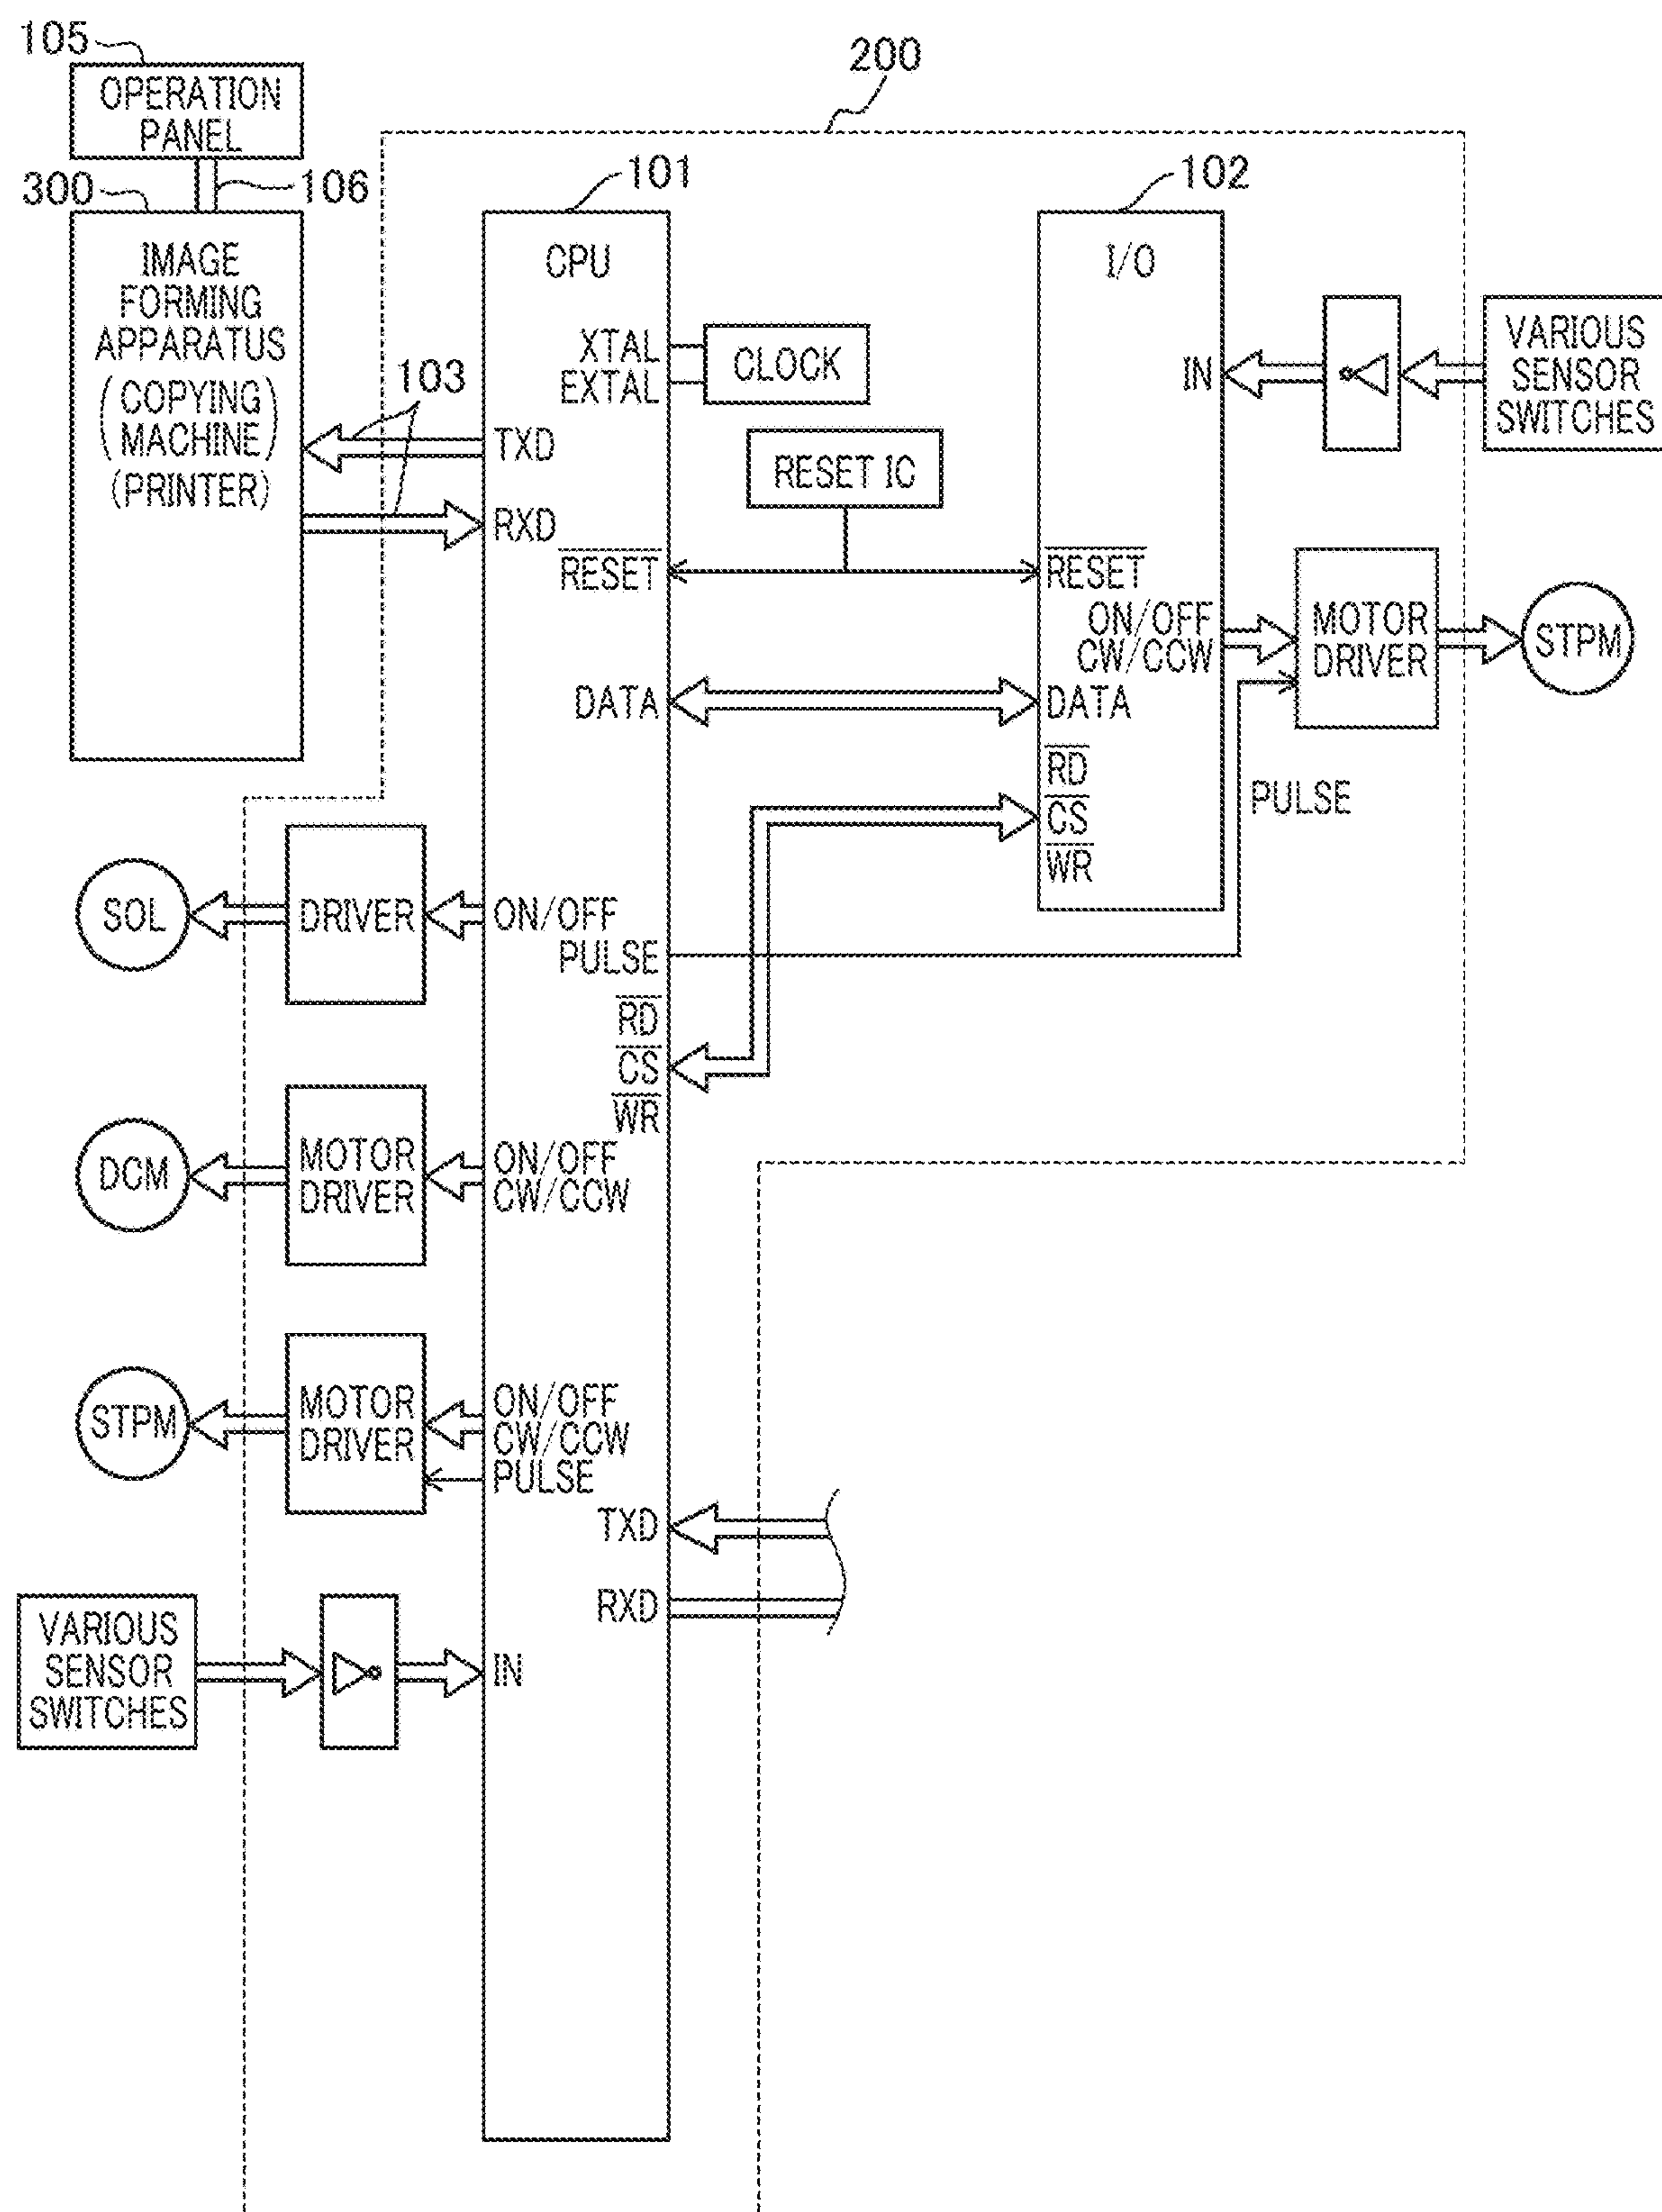 105
OPERATION
PANEL
106
300
IMAGE
FORMING
APPARATUS
(COPYING
MACHINE)
(PRINTER)
103
200
101
CPU
XTAL
EXTAL
CLOCK
TXD
RXD
RESET IC
RESET
DATA
102
I/O
IN
VARIOUS
SENSOR
SWITCHES
RESET
ON/OFF
CW/CCW
DATA
MOTOR
DRIVER
STPM
RD
CS
WR
PULSE
SOL
DRIVER
ON/OFF
PULSE
RD
CS
WR
DCM
MOTOR
DRIVER
ON/OFF
CW/CCW
STPM
MOTOR
DRIVER
ON/OFF
CW/CCW
PULSE
TXD
RXD
VARIOUS
SENSOR
SWITCHES
IN